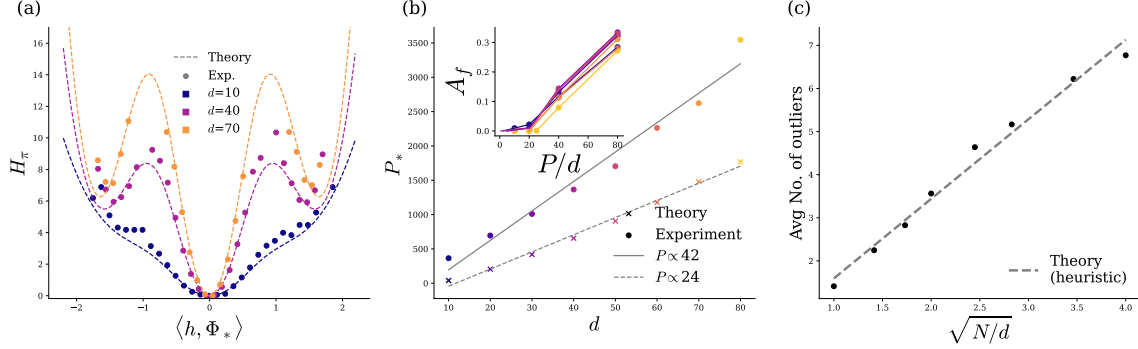 (a)
16
14
12
10
8
6
4
2
0
H_π
−2
−1
0
1
2
⟨h, Φ_*⟩
Theory
Exp.
d=10
d=40
d=70
(b)
3500
3000
2500
2000
1500
1000
500
0
P_*
10
20
30
40
50
60
70
80
d
0.3
0.2
0.1
0.0
A_f
0
20
40
60
80
P/d
Theory
Experiment
P∝42
P∝24
(c)
7
6
5
4
3
2
Avg No. of outliers
1.0
1.5
2.0
2.5
3.0
3.5
4.0
√N/d
Theory
(heuristic)